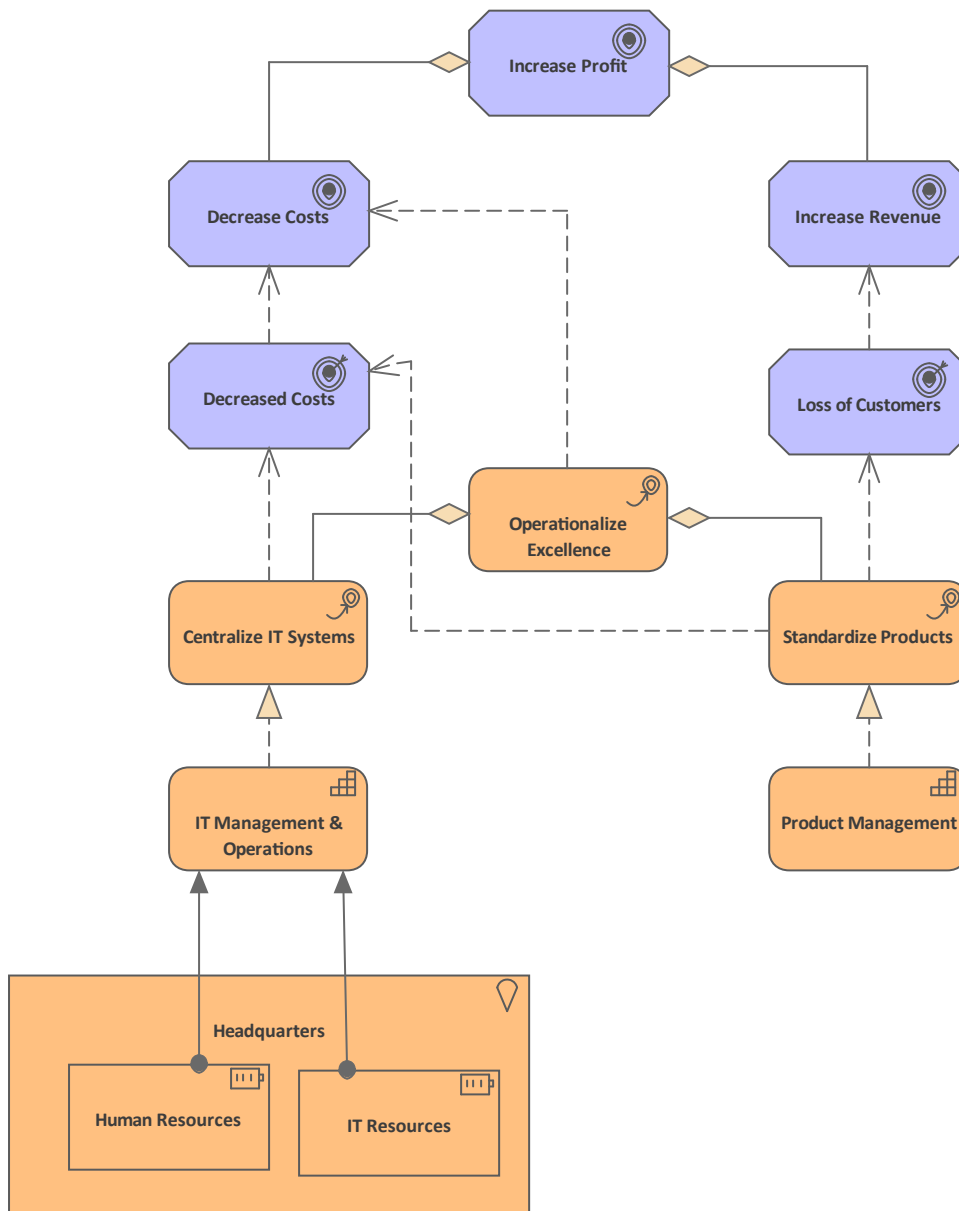 Increase Profit
Decrease Costs
Increase Revenue
Decreased Costs
Loss of Customers
Operationalize
Excellence
Centralize IT Systems
Standardize Products
IT Management &
Operations
Product Management
Headquarters
Human Resources
IT Resources